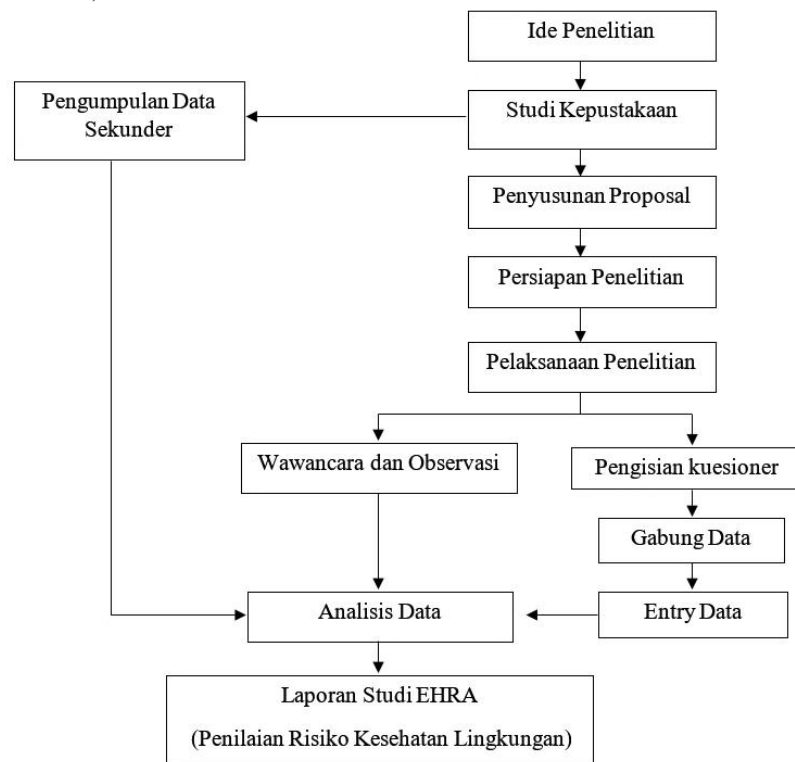 Ide Penelitian
Pengumpulan Data
Sekunder
Studi Kepustakaan
Penyusunan Proposal
Persiapan Penelitian
Pelaksanaan Penelitian
Wawancara dan Observasi
Pengisian kuesioner
Gabung Data
Analisis Data
Entry Data
Laporan Studi EHRA
(Penilaian Risiko Kesehatan Lingkungan)